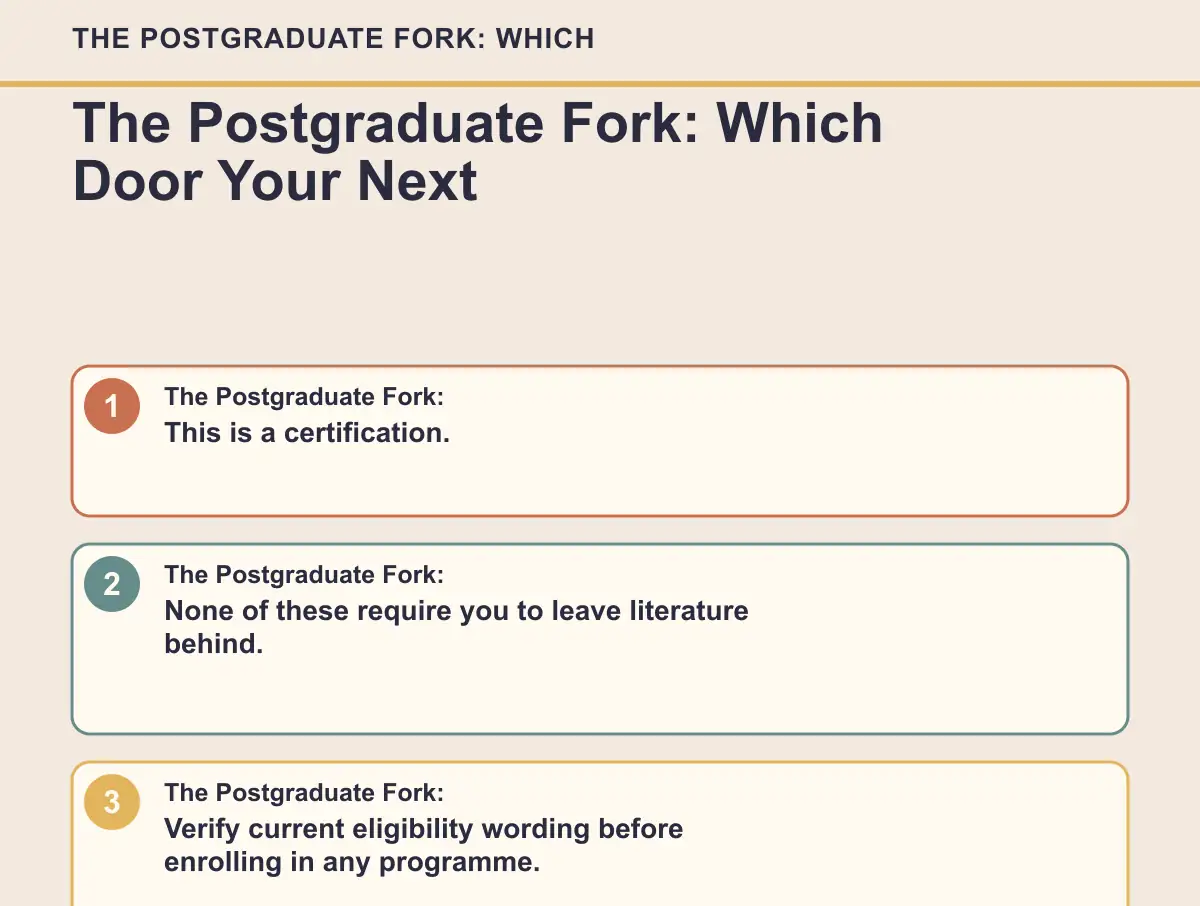 THE POSTGRADUATE FORK: WHICH
The Postgraduate Fork: Which
Door Your Next
1
The Postgraduate Fork:
This is a certification.
2
The Postgraduate Fork:
None of these require you to leave literature
behind.
3
The Postgraduate Fork:
Verify current eligibility wording before
enrolling in any programme.